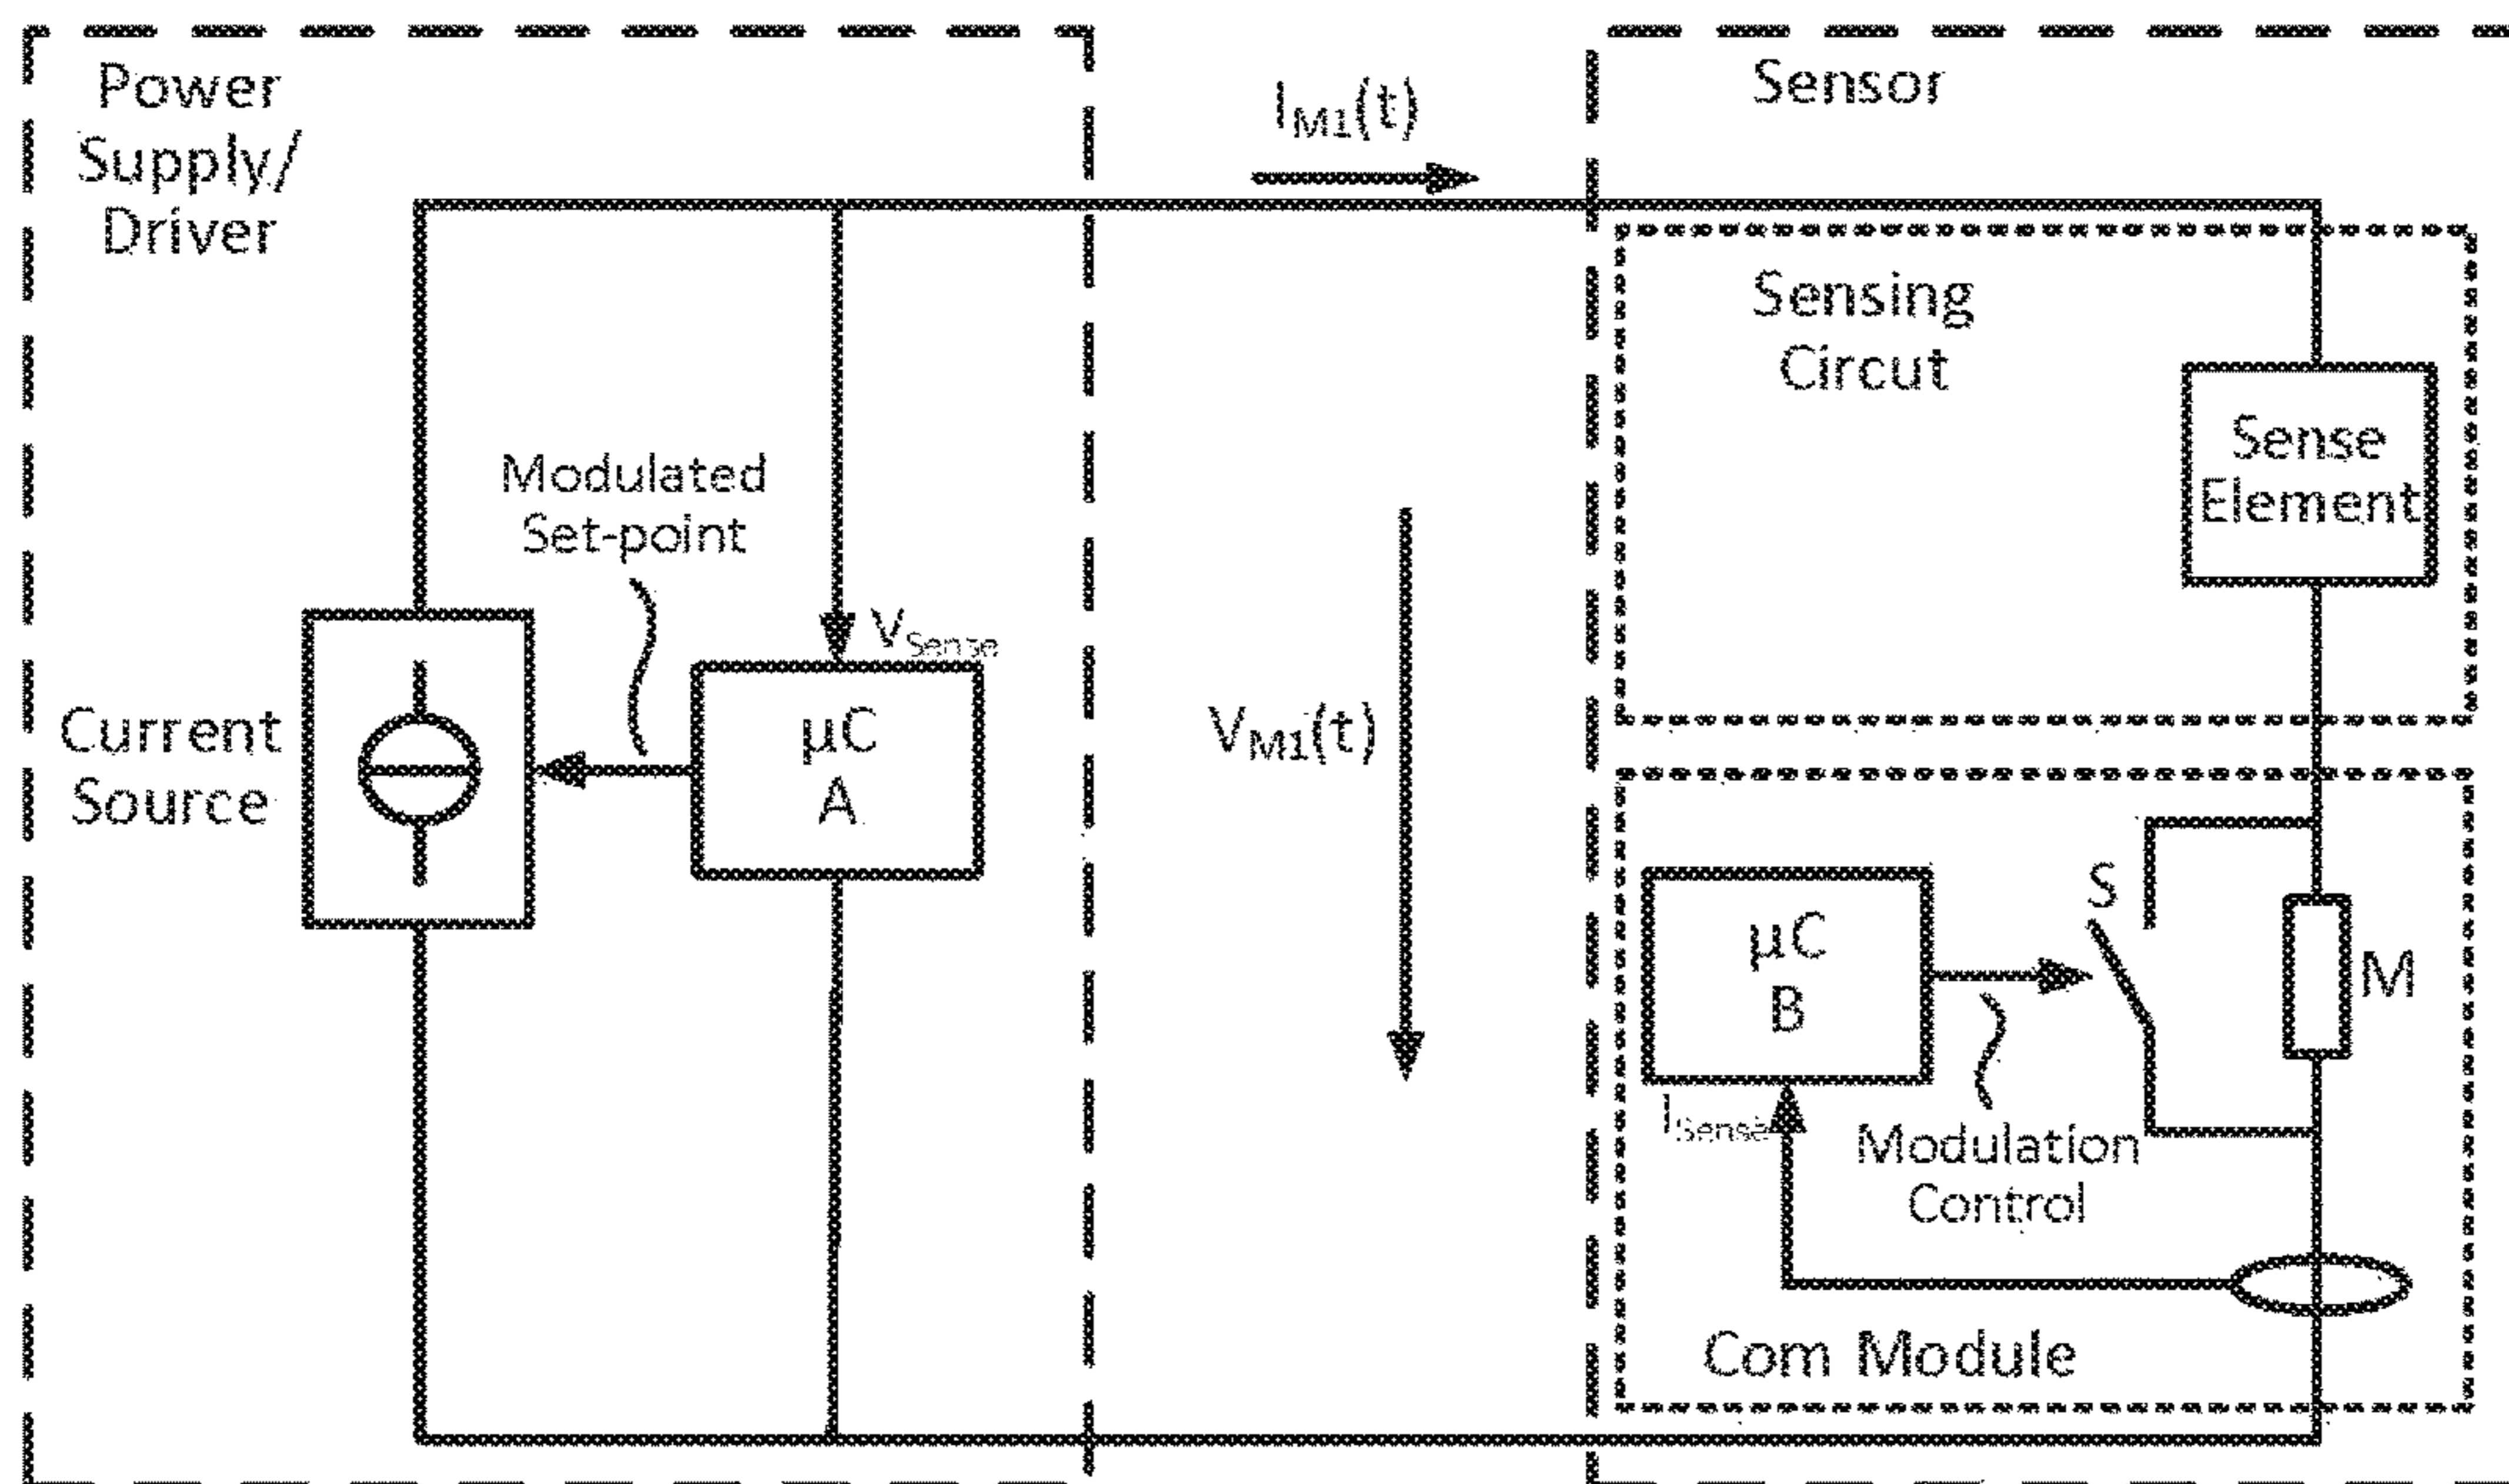 Power
Supply/
Driver
I_M1(t)
Sensor
Sensing
Circut
Sense
Element
Modulated
Set-point
V_Sense
Current
Source
μC
A
V_M1(t)
μC
B
S
M
I_Sense
Modulation
Control
Com Module